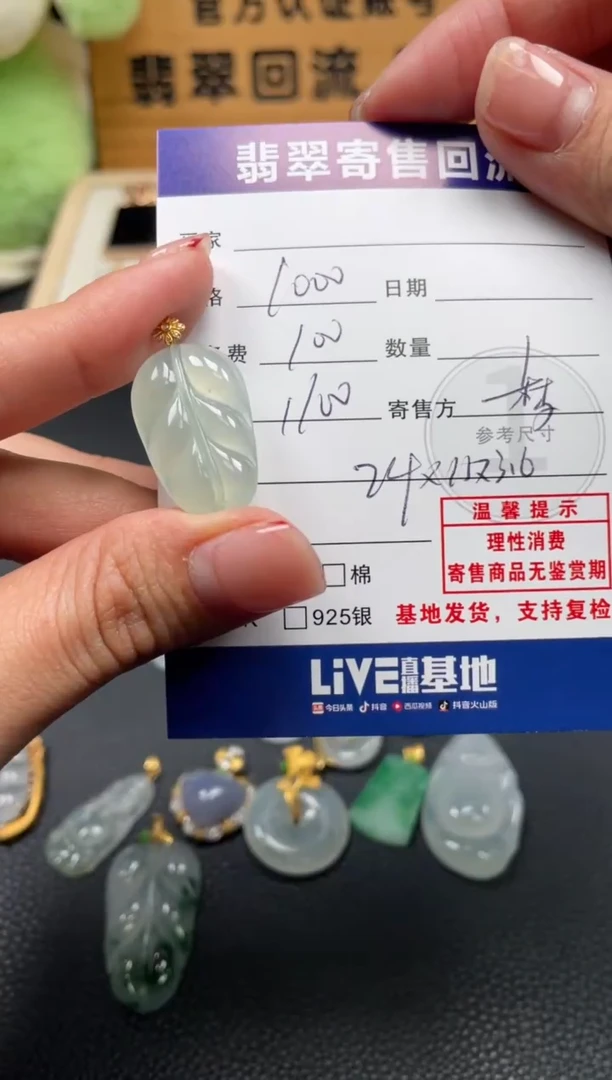 官方认证账号
翡翠回流
翡翠寄售回流
家
格 1000 日期
费 100 数量 1
1100 寄售方
参考尺寸
24×11×3.6
温馨提示
理性消费
寄售商品无鉴赏期
□棉
K □925银 基地发货，支持复检
LiVE直播基地
今日头条 抖音 西瓜视频 抖音火山版